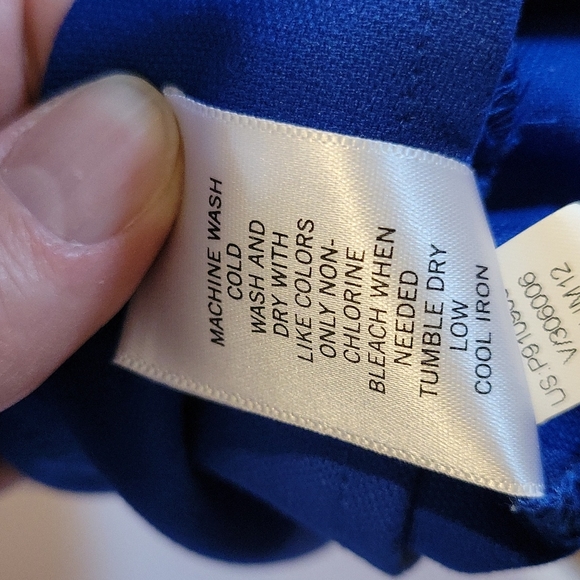 MACHINE WASH
COLD
WASH AND
DRY WITH
LIKE COLORS
ONLY NON-
CHLORINE
BLEACH WHEN
NEEDED
TUMBLE DRY
LOW
COOL IRON
V/306006